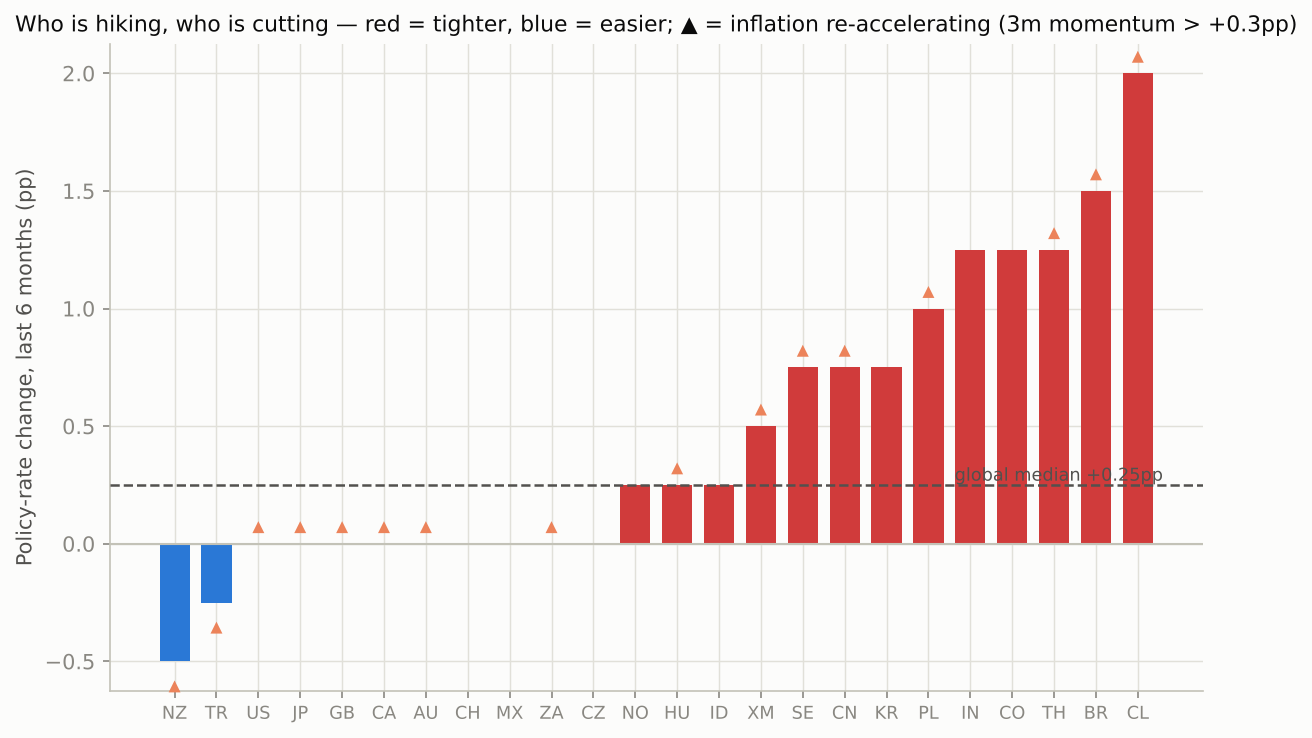 Who is hiking, who is cutting — red = tighter, blue = easier; ▲ = inflation re-accelerating (3m momentum > +0.3pp)
Policy-rate change, last 6 months (pp)
2.0
1.5
1.0
0.5
0.0
−0.5
global median +0.25pp
NZ TR US JP GB CA AU CH MX ZA CZ NO HU ID XM SE CN KR PL IN CO TH BR CL